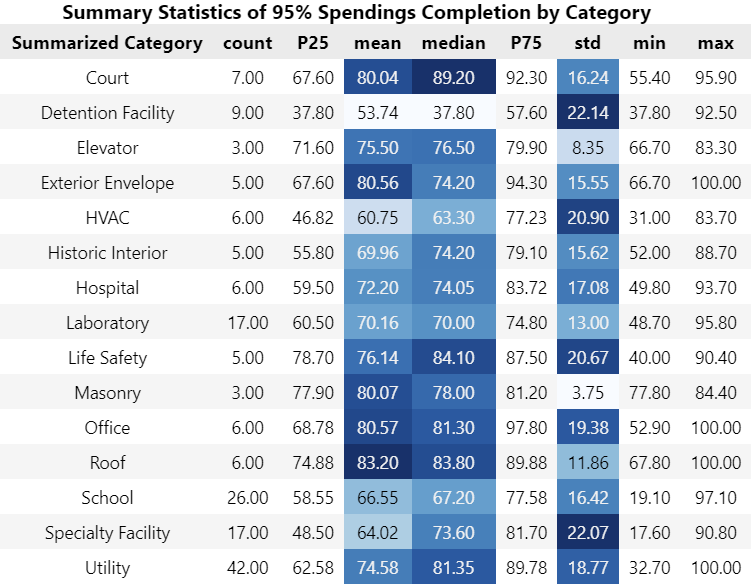 Summary Statistics of 95% Spendings Completion by Category
Summarized Category count P25 mean median P75 std min max
Court 7.00 67.60 80.04 89.20 92.30 16.24 55.40 95.90
Detention Facility 9.00 37.80 53.74 37.80 57.60 22.14 37.80 92.50
Elevator 3.00 71.60 75.50 76.50 79.90 8.35 66.70 83.30
Exterior Envelope 5.00 67.60 80.56 74.20 94.30 15.55 66.70 100.00
HVAC 6.00 46.82 60.75 63.30 77.23 20.90 31.00 83.70
Historic Interior 5.00 55.80 69.96 74.20 79.10 15.62 52.00 88.70
Hospital 6.00 59.50 72.20 74.05 83.72 17.08 49.80 93.70
Laboratory 17.00 60.50 70.16 70.00 74.80 13.00 48.70 95.80
Life Safety 5.00 78.70 76.14 84.10 87.50 20.67 40.00 90.40
Masonry 3.00 77.90 80.07 78.00 81.20 3.75 77.80 84.40
Office 6.00 68.78 80.57 81.30 97.80 19.38 52.90 100.00
Roof 6.00 74.88 83.20 83.80 89.88 11.86 67.80 100.00
School 26.00 58.55 66.55 67.20 77.58 16.42 19.10 97.10
Specialty Facility 17.00 48.50 64.02 73.60 81.70 22.07 17.60 90.80
Utility 42.00 62.58 74.58 81.35 89.78 18.77 32.70 100.00